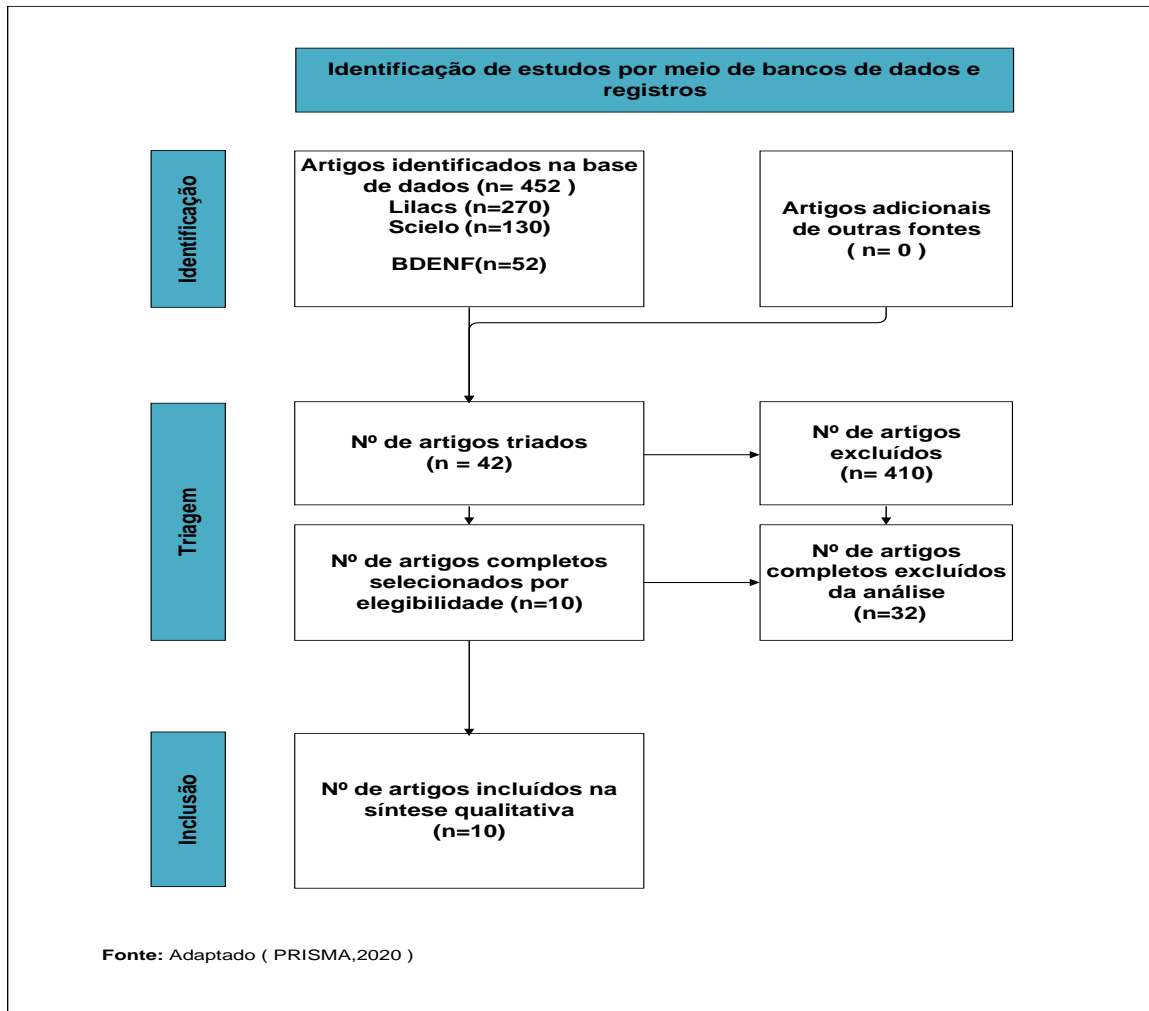 Identificação de estudos por meio de bancos de dados e
registros
Identificação
Artigos identificados na base
de dados (n= 452 )
Lilacs (n=270)
Scielo (n=130)
BDENF(n=52)
Artigos adicionais
de outras fontes
( n= 0 )
Triagem
Nº de artigos triados
(n = 42)
Nº de artigos
excluídos
(n= 410)
Nº de artigos completos
selecionados por
elegibilidade (n=10)
Nº de artigos
completos excluídos
da análise
(n=32)
Inclusão
Nº de artigos incluídos na
síntese qualitativa
(n=10)
Fonte: Adaptado ( PRISMA,2020 )